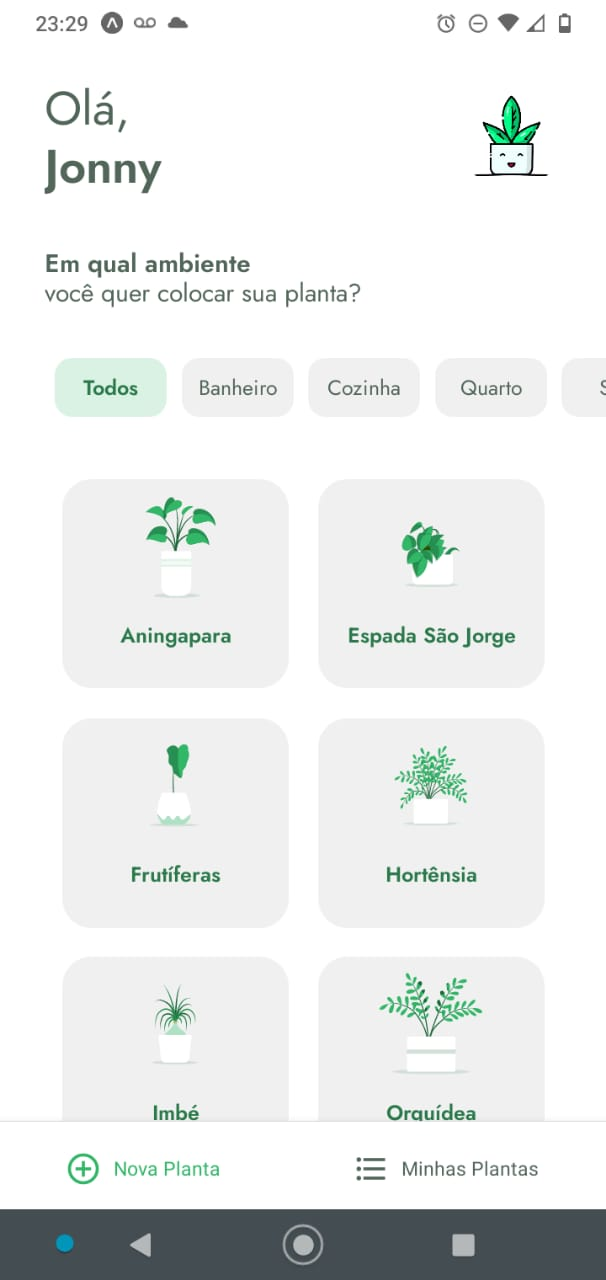 23:29
Olá,
Jonny
Em qual ambiente
você quer colocar sua planta?
Todos Banheiro Cozinha Quarto S
Aningapara Espada São Jorge
Frutíferas Hortênsia
Imbé Orquídea
Nova Planta Minhas Plantas